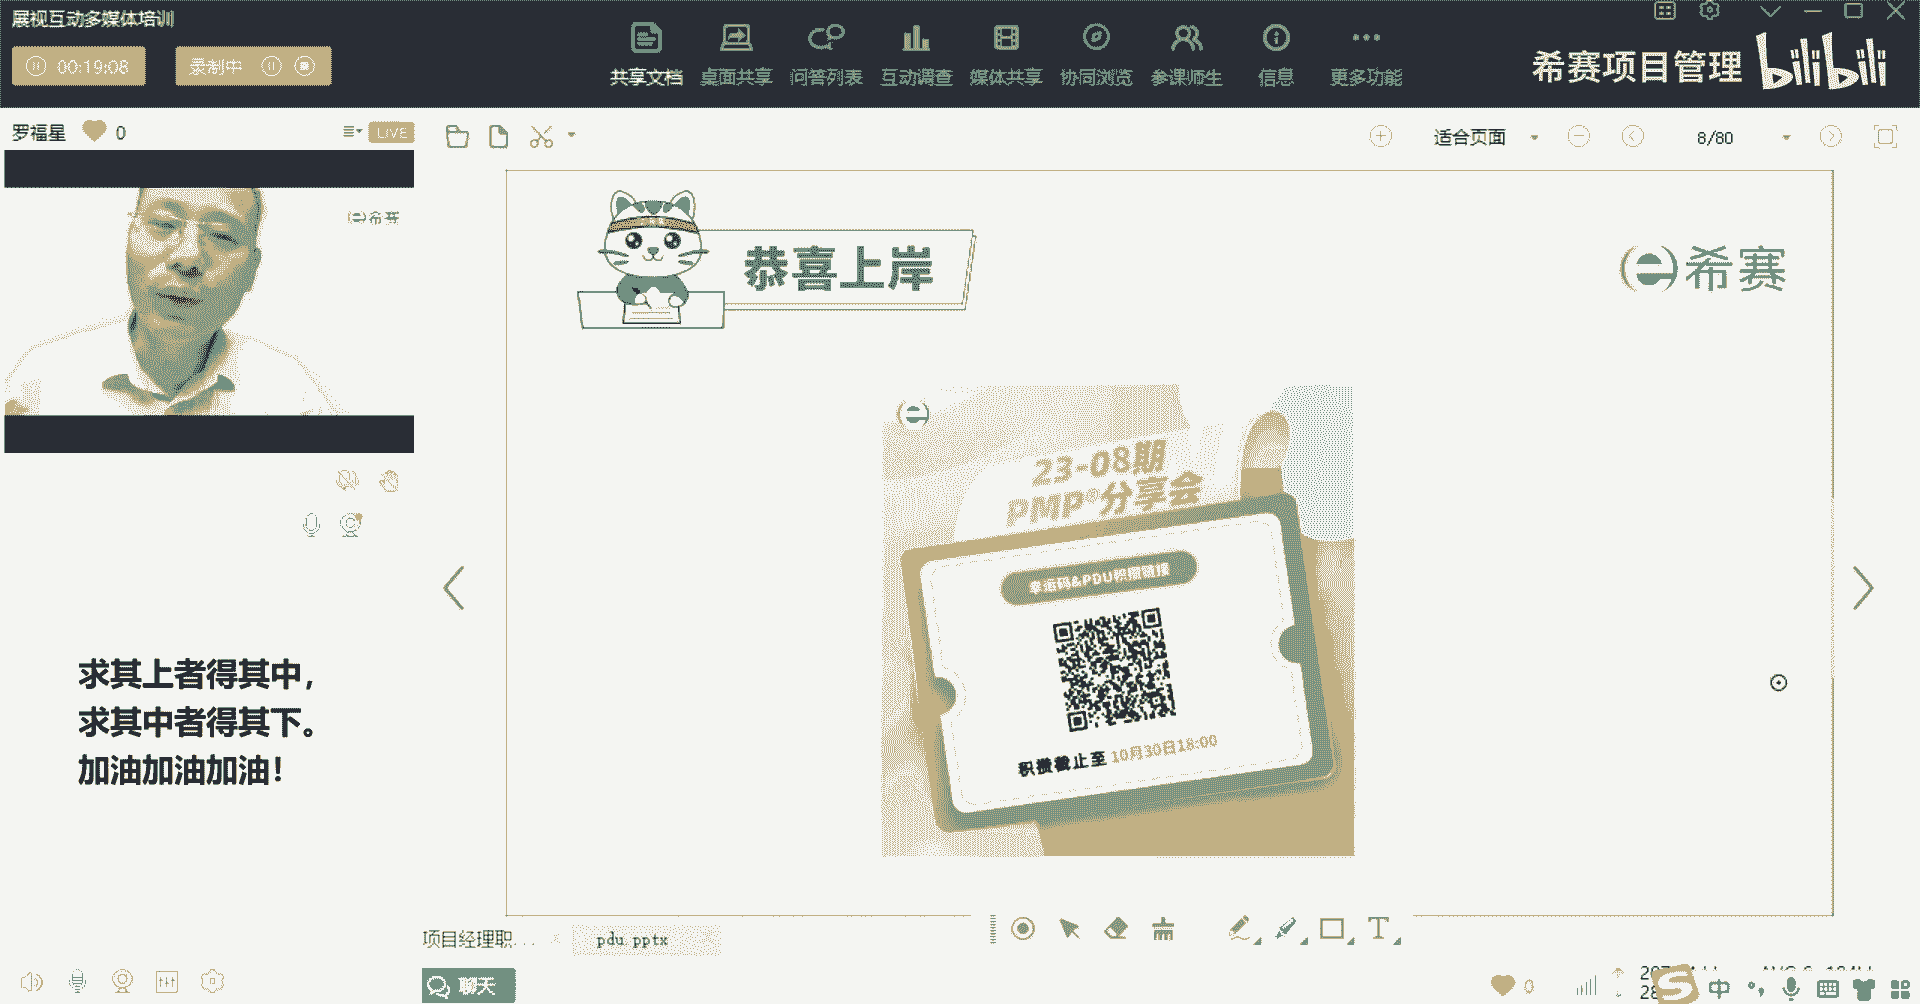 展视互动多媒体培训
00:19:08
录制中
共享文档
桌面共享
问答列表
互动调查
媒体共享
协同浏览
参课师生
信息
更多功能
希赛项目管理
bilibili
罗福星
0
LIVE
适合页面
8/80
希赛
恭喜上岸
希赛
23-08期
PMP®分享会
幸运码&PDU积攒链接
积攒截止至 10月30日18:00
求其上者得其中，
求其中者得其下。
加油加油加油！
项目经理职...
pdu.pptx
聊天
0
中